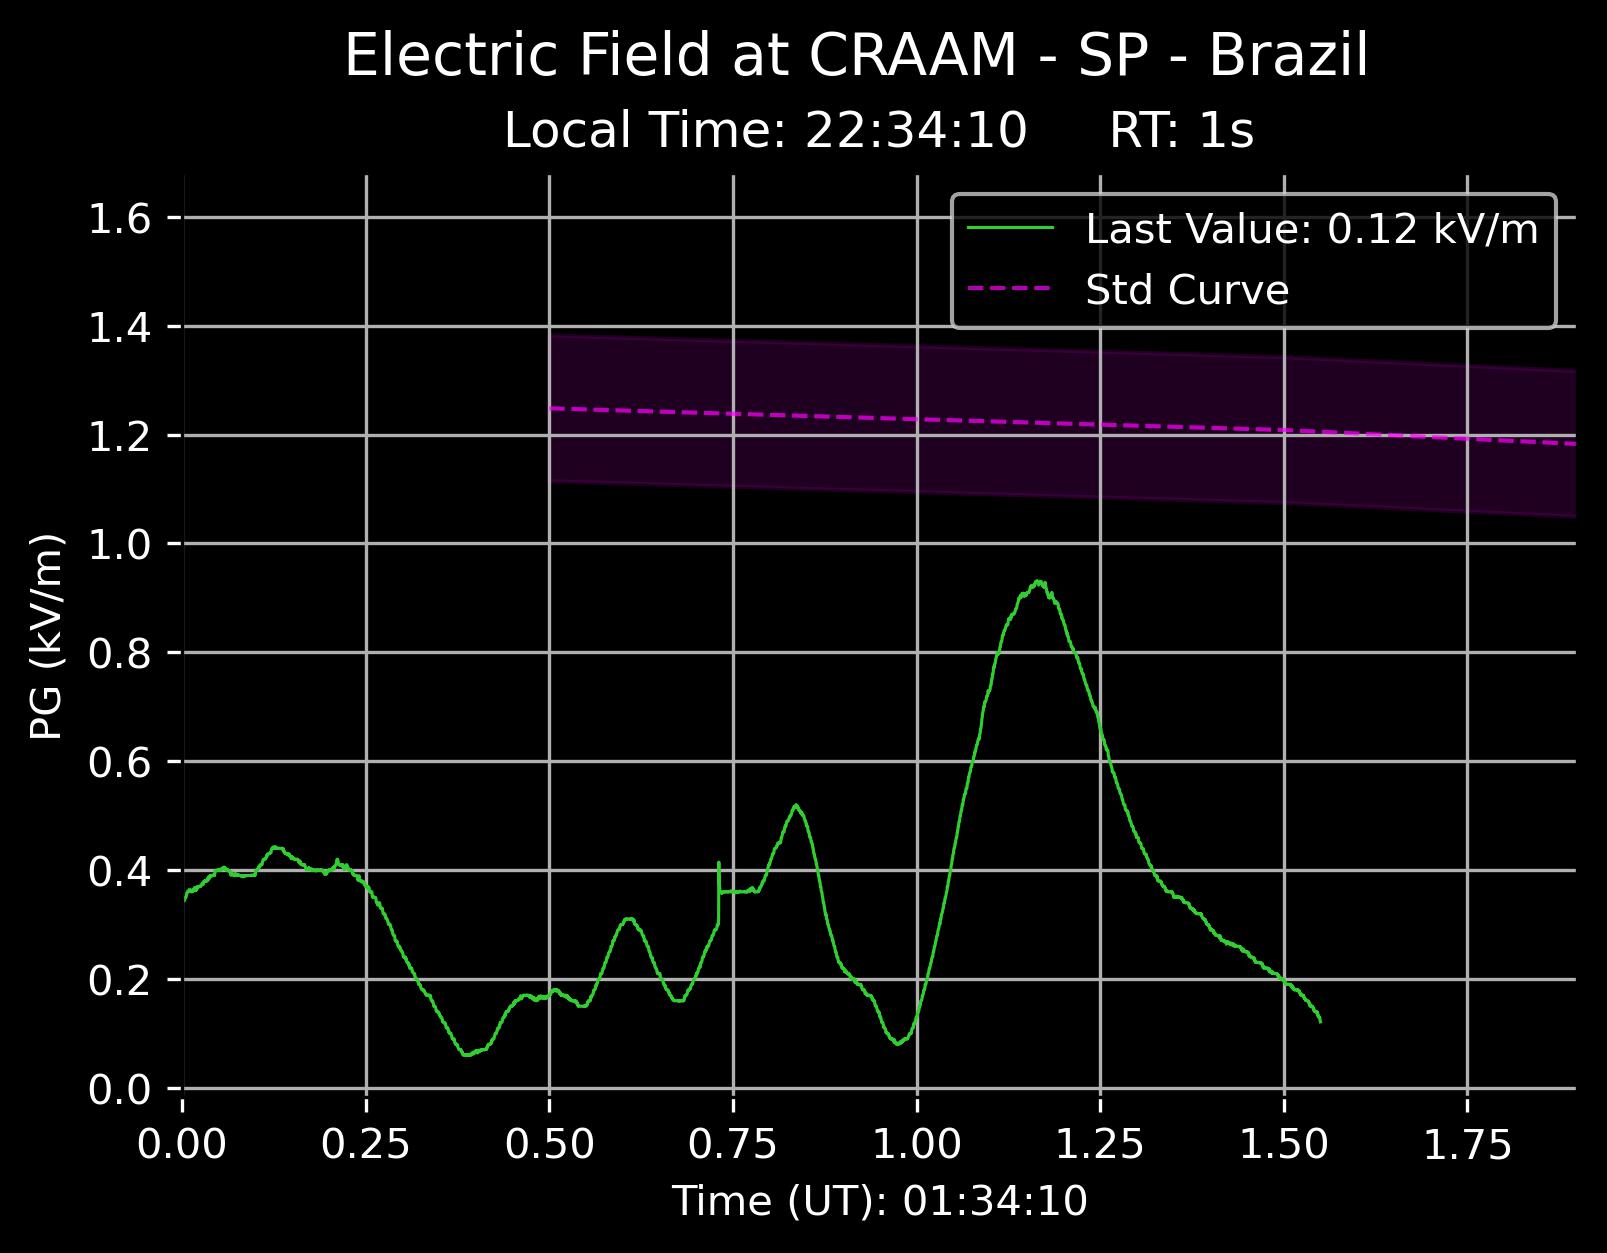 Electric Field at CRAAM - SP - Brazil
Local Time: 22:34:10 RT: 1s
Last Value: 0.12 kV/m
Std Curve
PG (kV/m)
1.6
1.4
1.2
1.0
0.8
0.6
0.4
0.2
0.0
0.00 0.25 0.50 0.75 1.00 1.25 1.50 1.75
Time (UT): 01:34:10